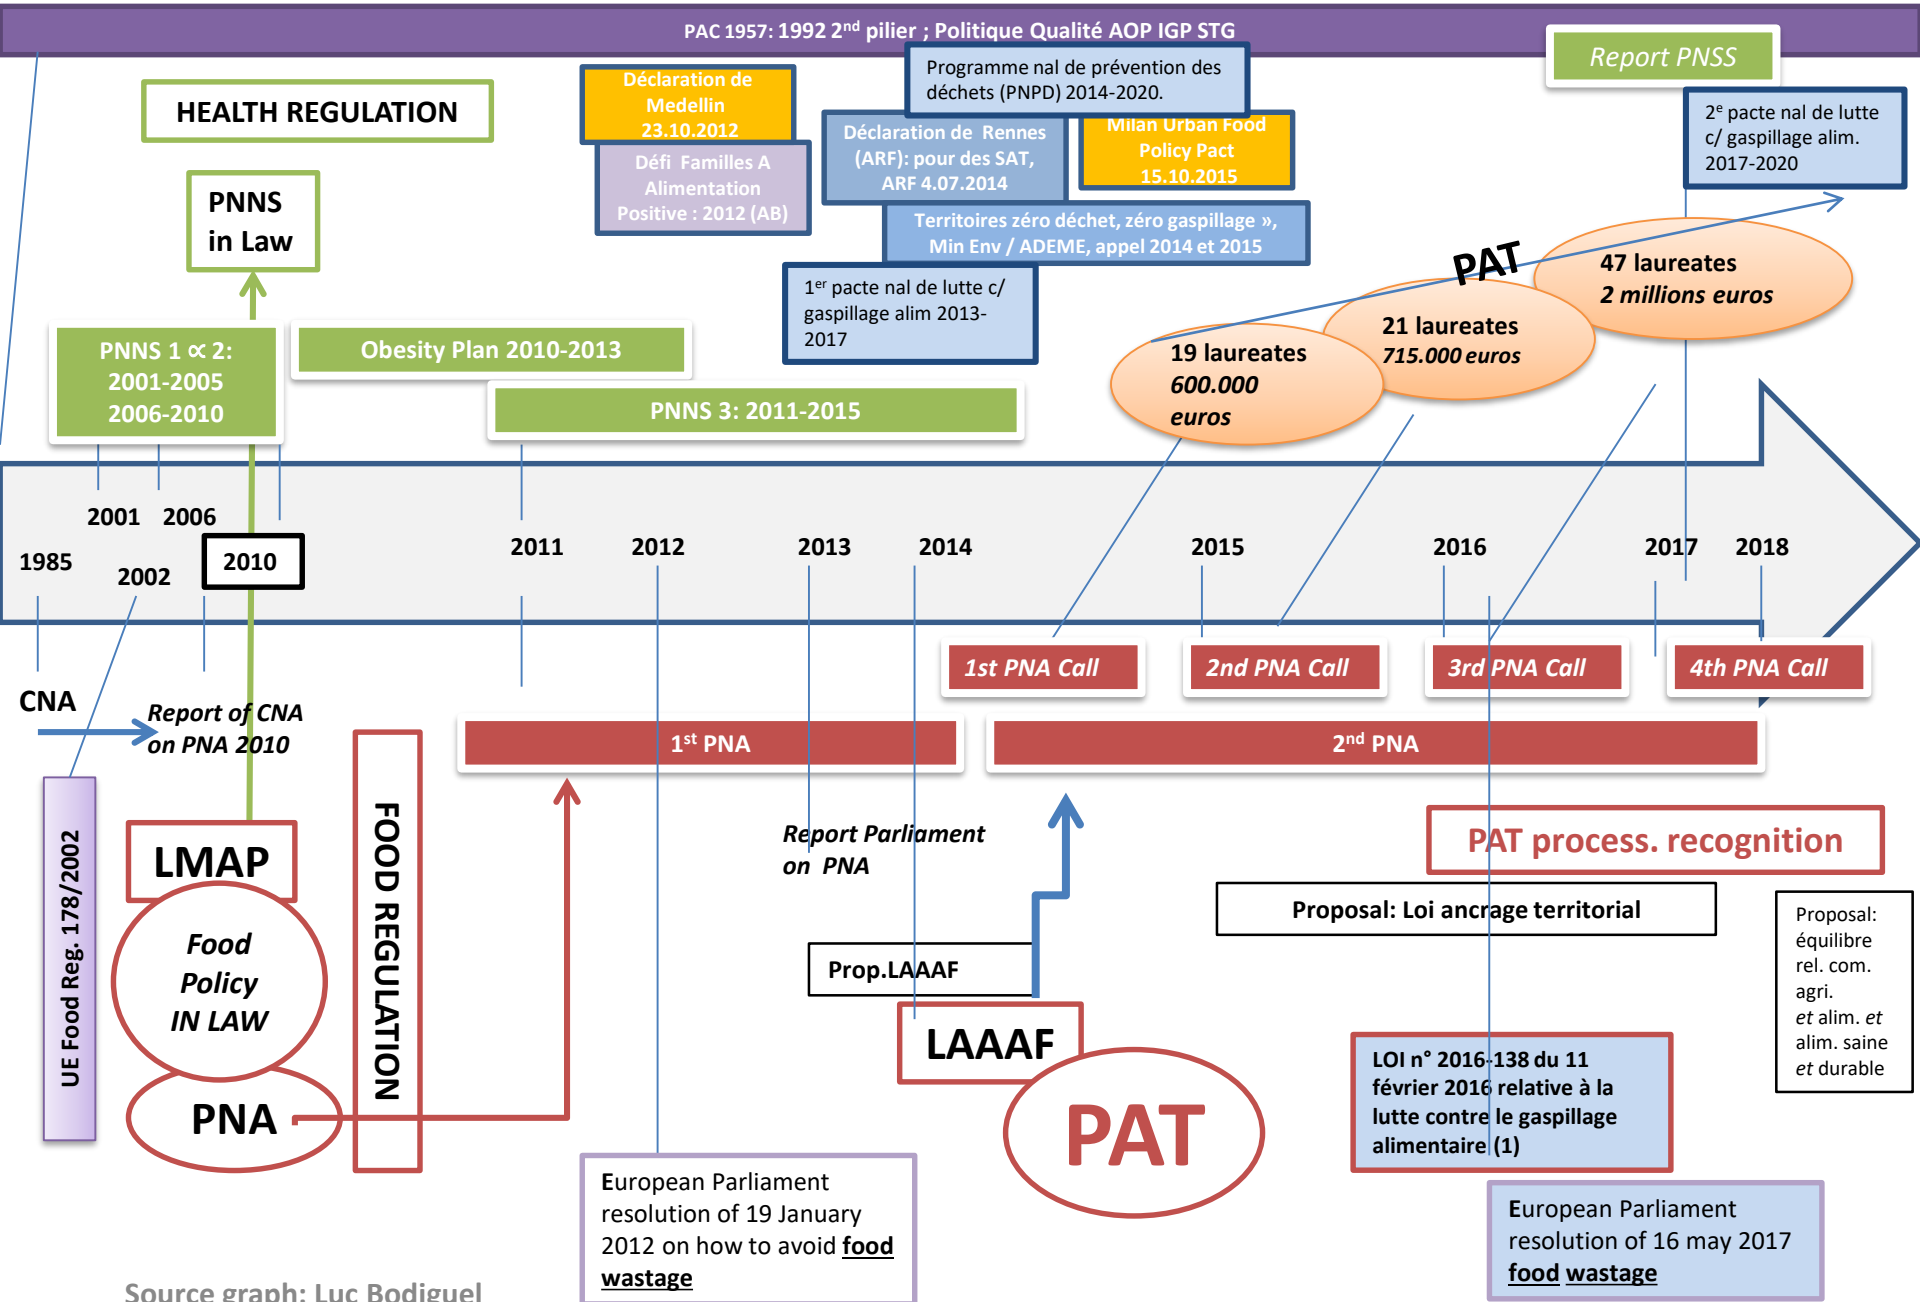 PAC 1957: 1992 2nd pilier ; Politique Qualité AOP IGP STG
Report PNSS
HEALTH REGULATION
Déclaration de
Medellin
23.10.2012
Programme nal de prévention des
déchets (PNPD) 2014-2020.
2e pacte nal de lutte
c/ gaspillage alim.
2017-2020
Défi Familles A
Alimentation
Positive : 2012 (AB)
Déclaration de Rennes
(ARF): pour des SAT,
ARF 4.07.2014
Milan Urban Food
Policy Pact
15.10.2015
PNNS
in Law
Territoires zéro déchet, zéro gaspillage »,
Min Env / ADEME, appel 2014 et 2015
1er pacte nal de lutte c/
gaspillage alim 2013-
2017
PAT
47 laureates
2 millions euros
21 laureates
715.000 euros
19 laureates
600.000
euros
PNNS 1 ∝ 2:
2001-2005
2006-2010
Obesity Plan 2010-2013
PNNS 3: 2011-2015
2001
2006
1985
2002
2010
2011
2012
2013
2014
2015
2016
2017
2018
1st PNA Call
2nd PNA Call
3rd PNA Call
4th PNA Call
CNA
Report of CNA
on PNA 2010
1st PNA
2nd PNA
UE Food Reg. 178/2002
LMAP
Food
Policy
IN LAW
PNA
FOOD REGULATION
Report Parliament
on PNA
PAT process. recognition
Proposal: Loi ancrage territorial
Proposal:
équilibre
rel. com.
agri.
et alim. et
alim. saine
et durable
Prop.LAAAF
LAAAF
PAT
LOI n° 2016-138 du 11
février 2016 relative à la
lutte contre le gaspillage
alimentaire (1)
European Parliament
resolution of 19 January
2012 on how to avoid food
wastage
European Parliament
resolution of 16 may 2017
food wastage
Source graph: Luc Bodiguel